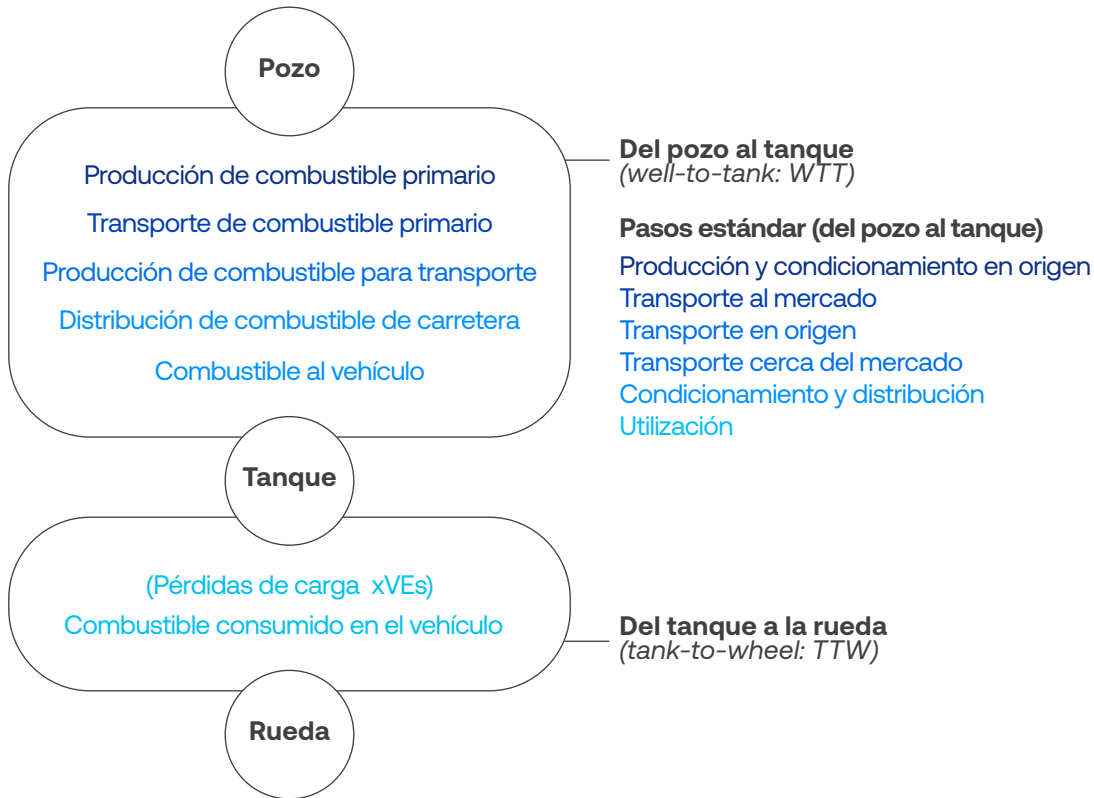 Pozo
Producción de combustible primario
Transporte de combustible primario
Producción de combustible para transporte
Distribución de combustible de carretera
Combustible al vehículo
Del pozo al tanque
(well-to-tank: WTT)
Pasos estándar (del pozo al tanque)
Producción y condicionamiento en origen
Transporte al mercado
Transporte en origen
Transporte cerca del mercado
Condicionamiento y distribución
Utilización
Tanque
(Pérdidas de carga xVEs)
Combustible consumido en el vehículo
Del tanque a la rueda
(tank-to-wheel: TTW)
Rueda